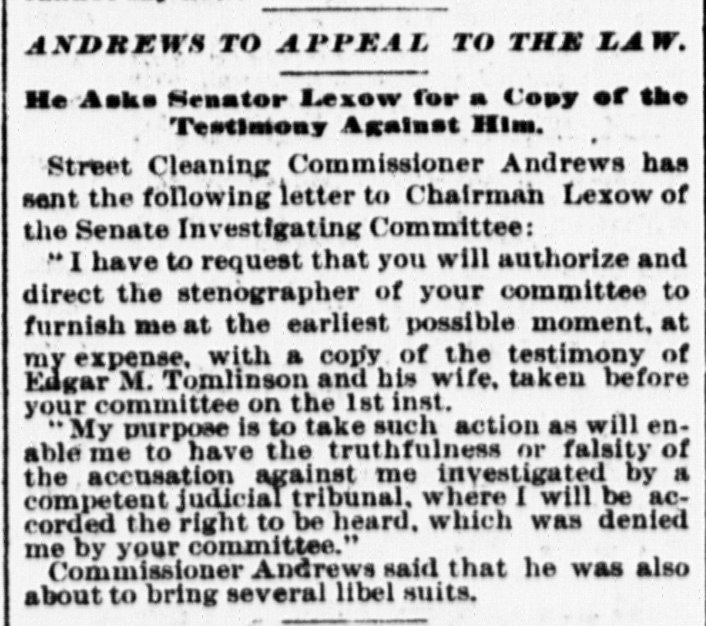 ANDREWS TO APPEAL TO THE LAW.
He Asks Senator Lexow for a Copy of the
Testimony Against Him.
Street Cleaning Commissioner Andrews has
sent the following letter to Chairman Lexow of
the Senate Investigating Committee:
"I have to request that you will authorize and
direct the stenographer of your committee to
furnish me at the earliest possible moment, at
my expense, with a copy of the testimony of
Edgar M. Tomlinson and his wife, taken before
your committee on the 1st inst.
"My purpose is to take such action as will en-
able me to have the truthfulness or falsity of
the accusation against me investigated by a
competent judicial tribunal, where I will be ac-
corded the right to be heard, which was denied
me by your committee."
Commissioner Andrews said that he was also
about to bring several libel suits.